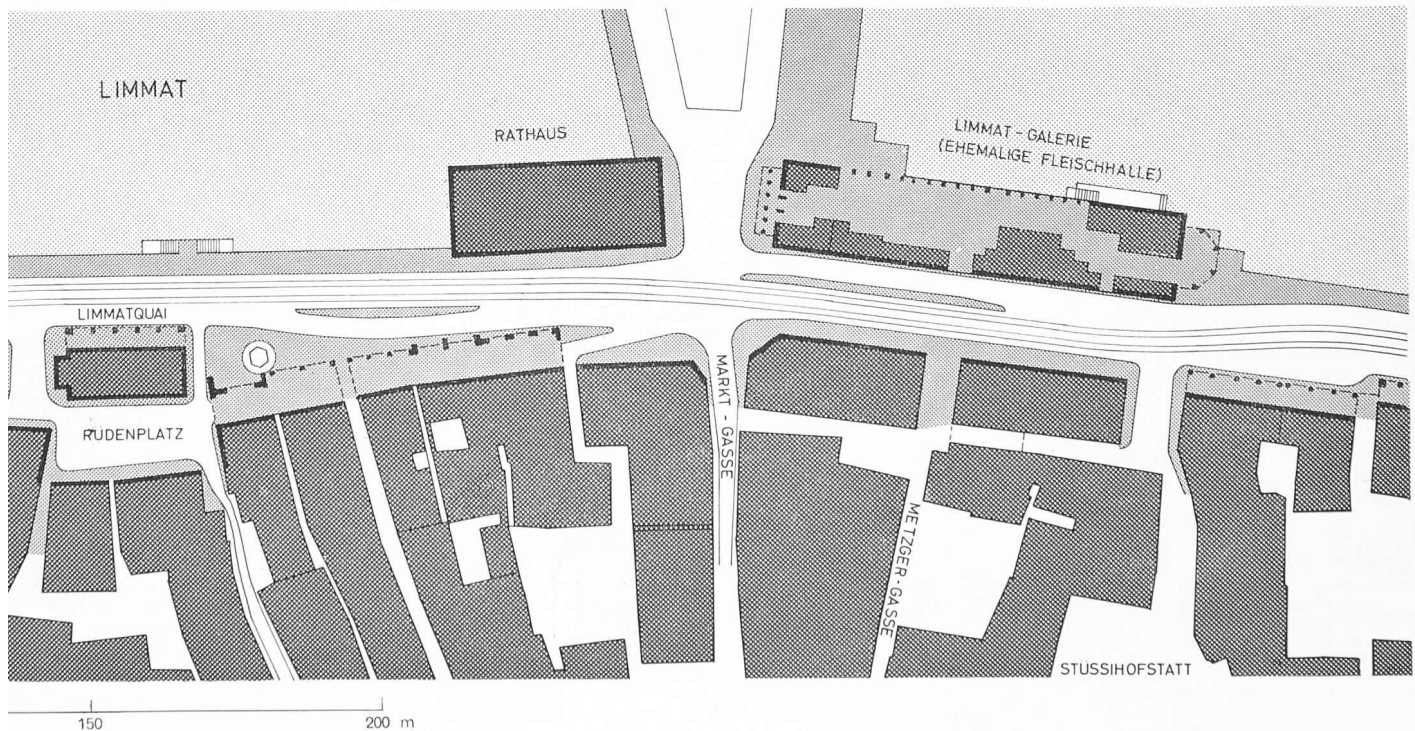 LIMMAT
RATHAUS
LIMMAT - GALERIE
(EHEMALIGE FLEISCHHALLE)
LIMMATQUAI
RÜDENPLATZ
MARKT - GASSE
METZGER - GASSE
STÜSSIHOFSTATT
150
200 m